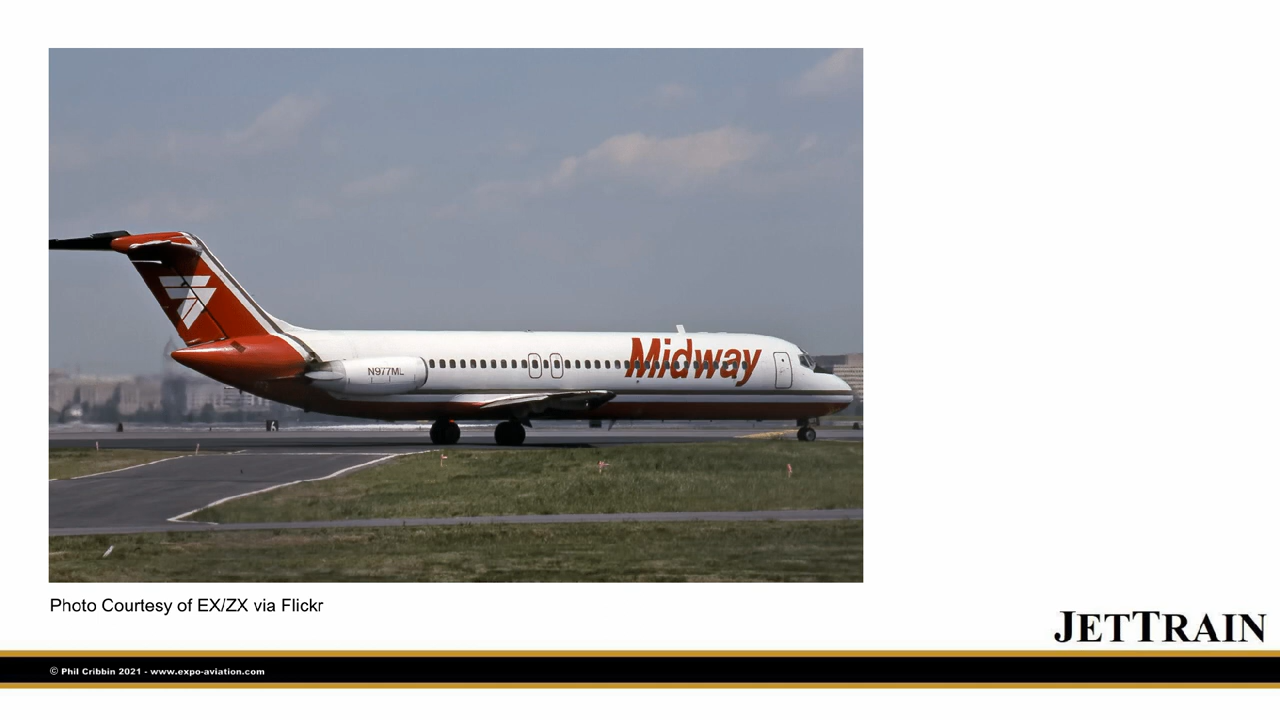 Midway
N977ML
Photo Courtesy of EX/ZX via Flickr
JETTRAIN
© Phil Cribbin 2021 - www.expo-aviation.com